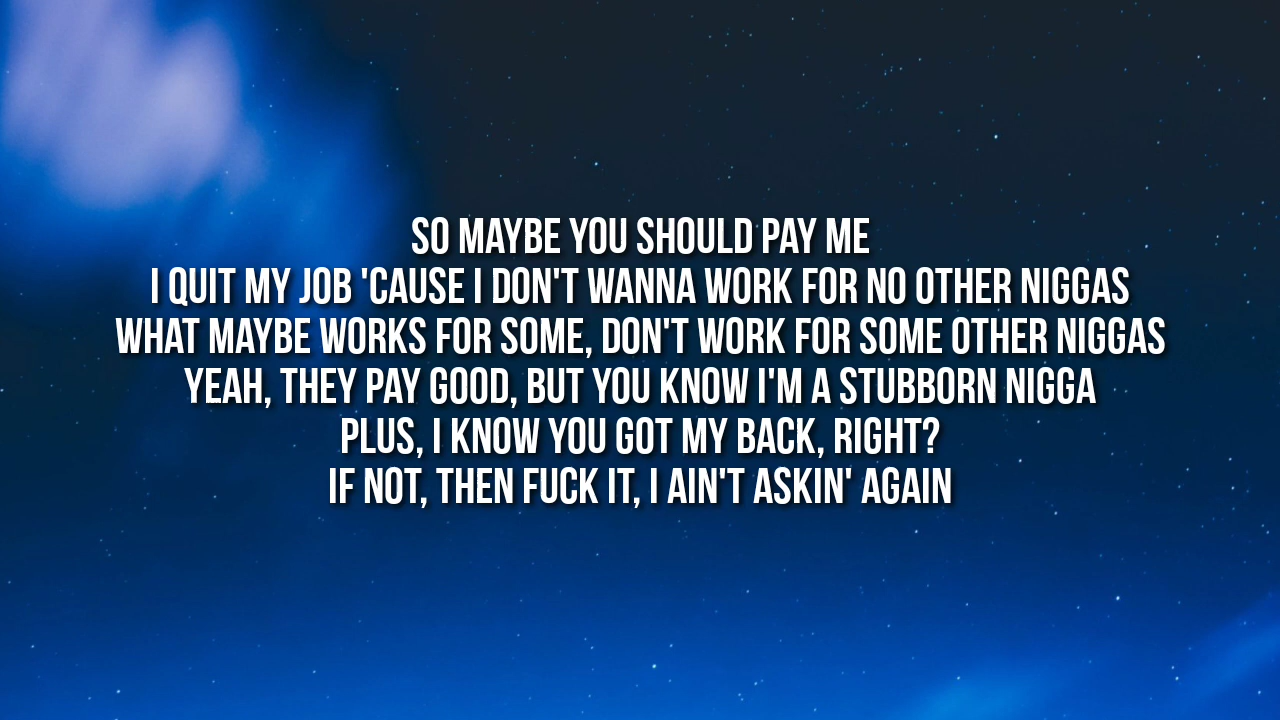 SO MAYBE YOU SHOULD PAY ME
I QUIT MY JOB 'CAUSE I DON'T WANNA WORK FOR NO OTHER NIGGAS
WHAT MAYBE WORKS FOR SOME, DON'T WORK FOR SOME OTHER NIGGAS
YEAH, THEY PAY GOOD, BUT YOU KNOW I'M A STUBBORN NIGGA
PLUS, I KNOW YOU GOT MY BACK, RIGHT?
IF NOT, THEN FUCK IT, I AIN'T ASKIN' AGAIN